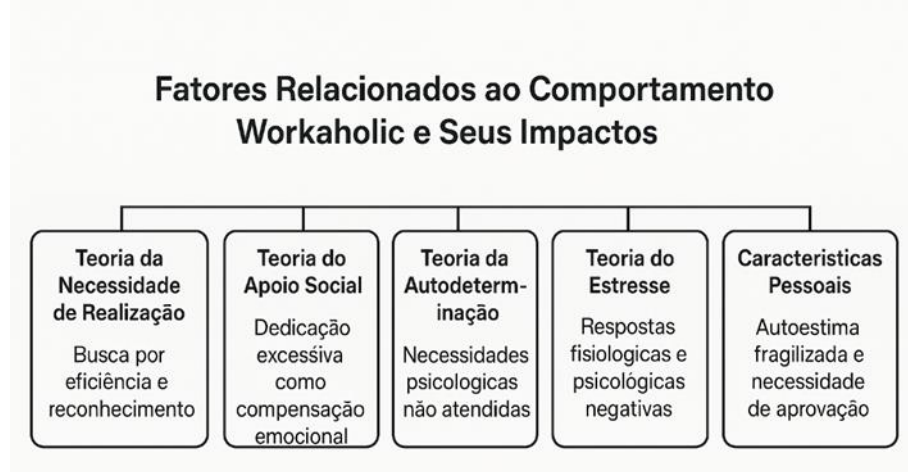 Fatores Relacionados ao Comportamento
Workaholic e Seus Impactos
Teoria da
Necessidade
de Realização
Busca por
eficiência e
reconhecimento
Teoria do
Apoio Social
Dedicação
excessíva
como
compensação
emocional
Teoria da
Autodeterm-
inação
Necessidades
psicologicas
não atendidas
Teoria do
Estresse
Respostas
fisiologicas e
psicológicas
negativas
Caracteristicas
Pessoais
Autoestima
fragilizada e
necessidade
de aprovação